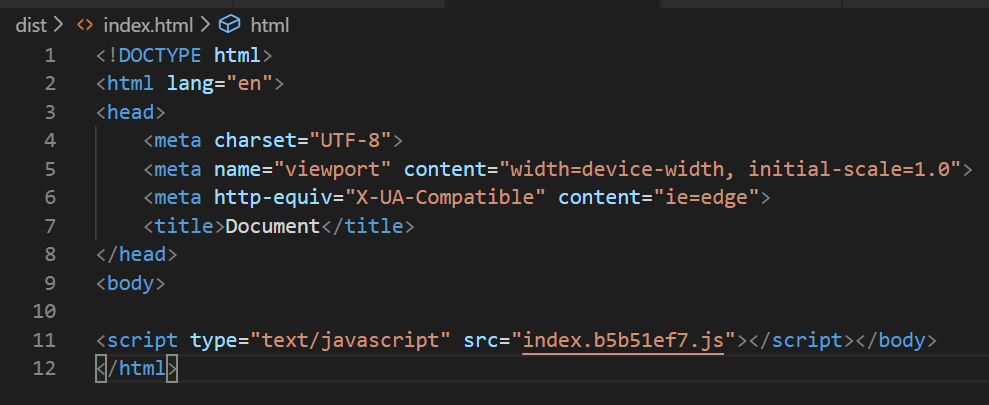 dist > index.html > html
1 <!DOCTYPE html>
2 <html lang="en">
3 <head>
4     <meta charset="UTF-8">
5     <meta name="viewport" content="width=device-width, initial-scale=1.0">
6     <meta http-equiv="X-UA-Compatible" content="ie=edge">
7     <title>Document</title>
8 </head>
9 <body>
10
11 <script type="text/javascript" src="index.b5b51ef7.js"></script></body>
12 </html>